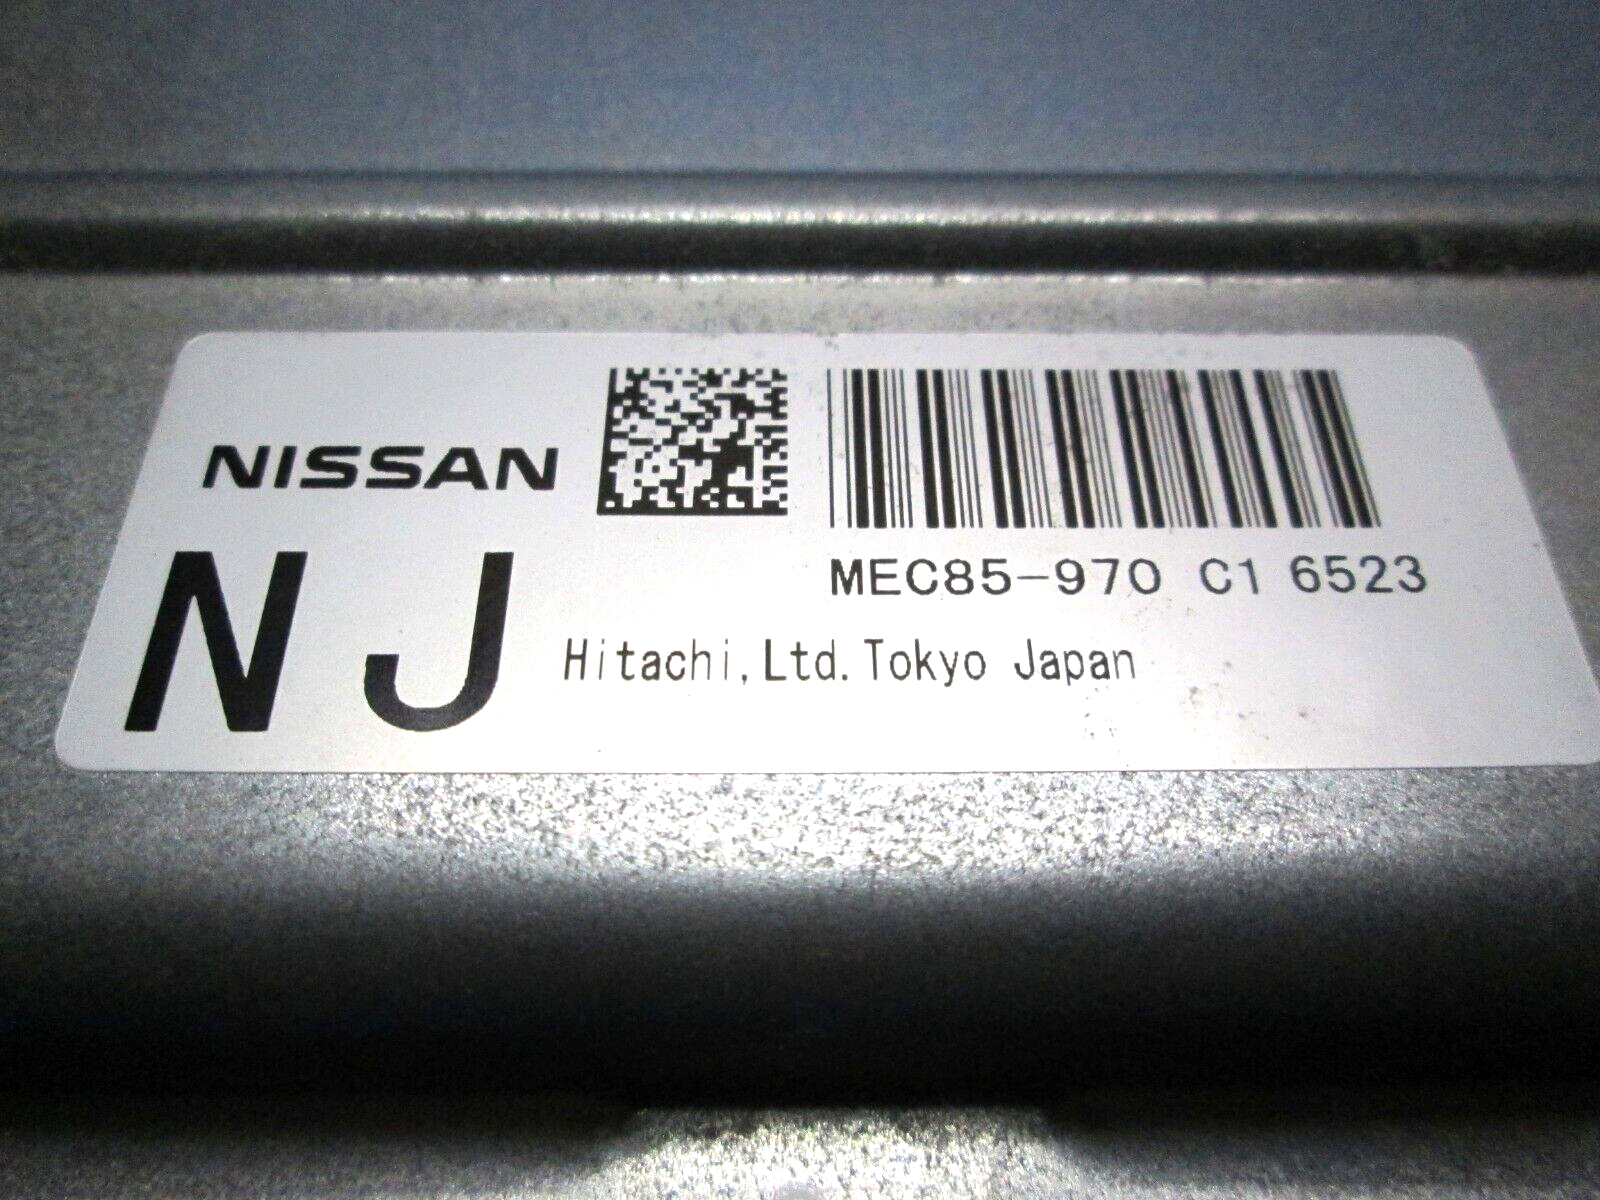 NISSAN
MEC85-970 C1 6523
N J
Hitachi,Ltd.Tokyo Japan